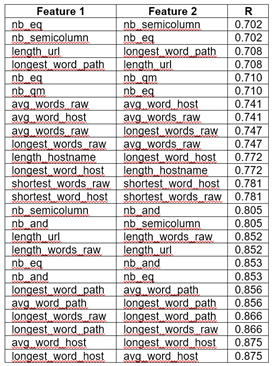 Feature 1 Feature 2 R
nb_eq nb_semicolumn 0.702
nb_semicolumn nb_eq 0.702
length_url longest_word_path 0.708
longest_word_path length_url 0.708
nb_eq nb_qm 0.710
nb_qm nb_eq 0.710
avg_words_raw avg_word_host 0.741
avg_word_host avg_words_raw 0.741
avg_words_raw longest_words_raw 0.747
longest_words_raw avg_words_raw 0.747
length_hostname longest_word_host 0.772
longest_word_host length_hostname 0.772
shortest_words_raw shortest_word_host 0.781
shortest_word_host shortest_words_raw 0.781
nb_semicolumn nb_and 0.805
nb_and nb_semicolumn 0.805
length_url length_words_raw 0.852
length_words_raw length_url 0.852
nb_eq nb_and 0.853
nb_and nb_eq 0.853
longest_word_path avg_word_path 0.856
avg_word_path longest_word_path 0.856
longest_words_raw longest_word_path 0.866
longest_word_path longest_words_raw 0.866
avg_word_host longest_word_host 0.875
longest_word_host avg_word_host 0.875